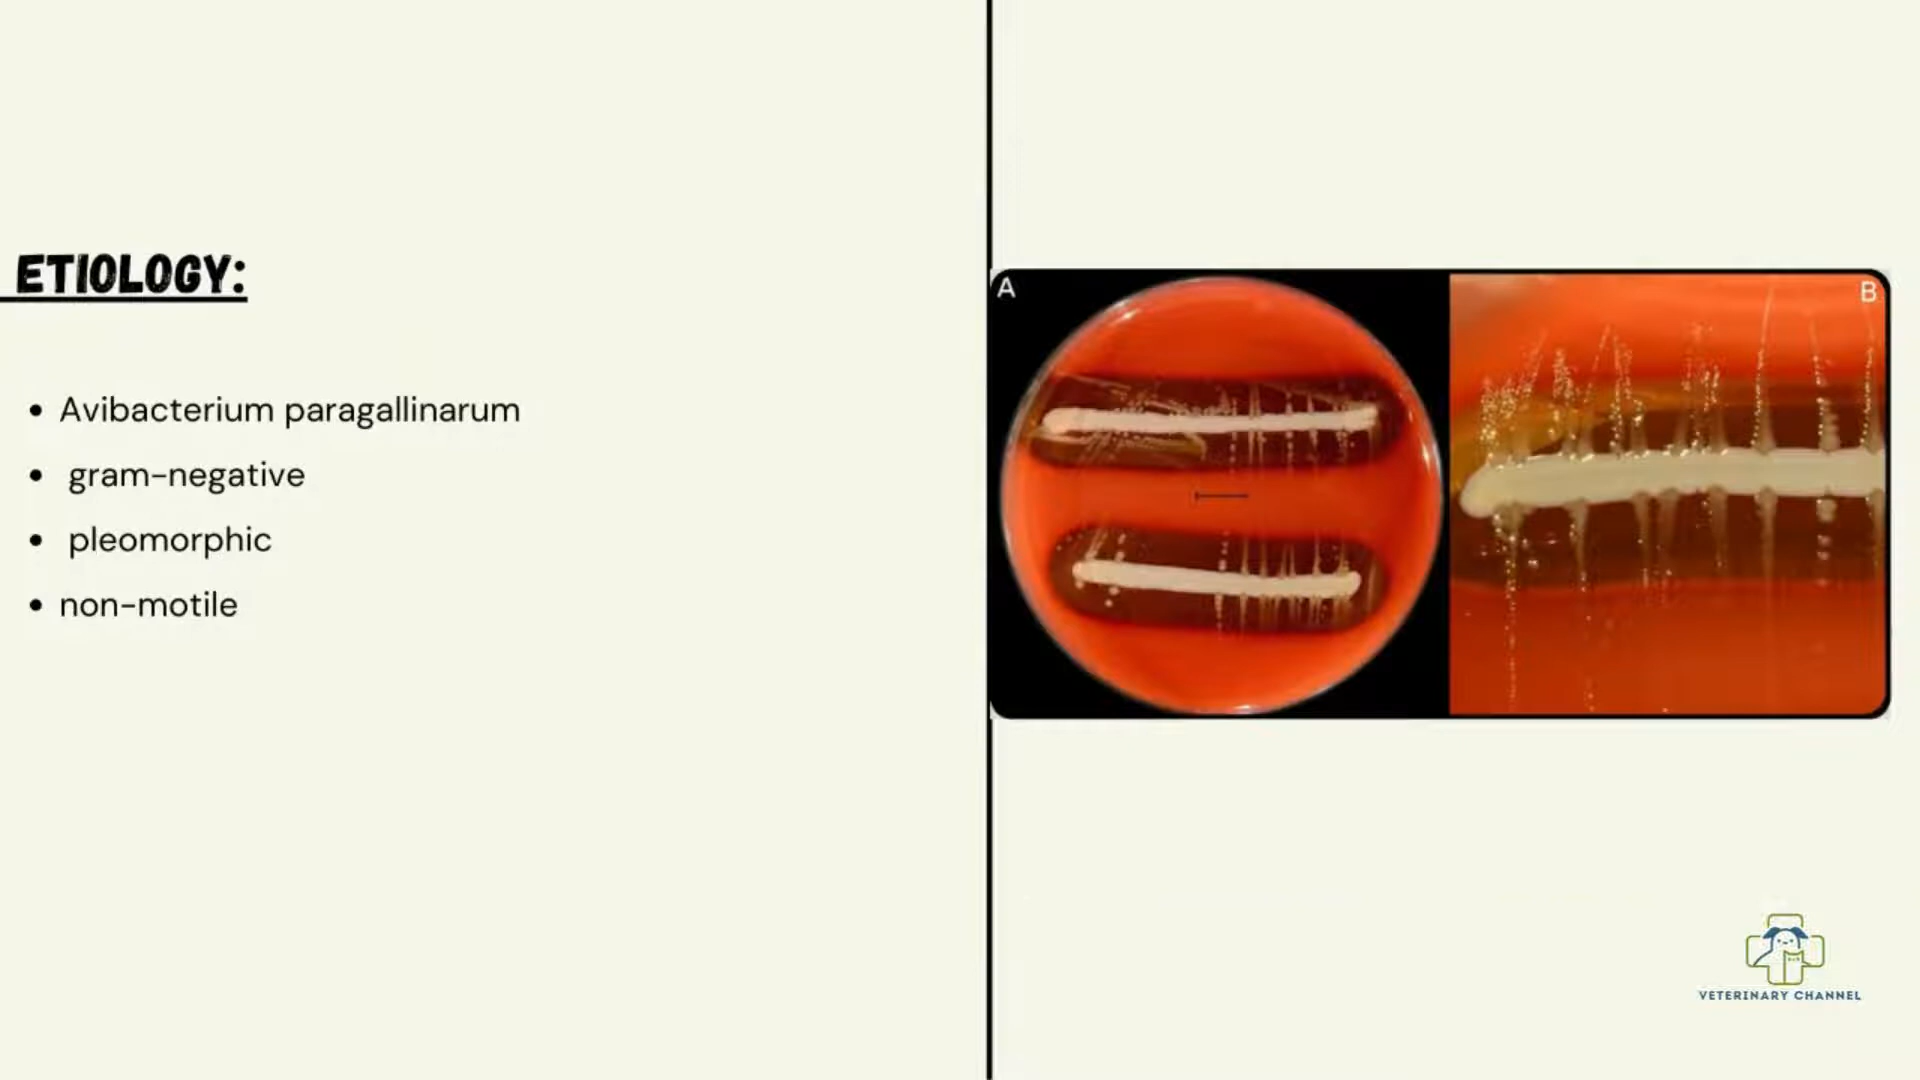 ETIOLOGY:
• Avibacterium paragallinarum
• gram-negative
• pleomorphic
• non-motile
A
B
VETERINARY CHANNEL